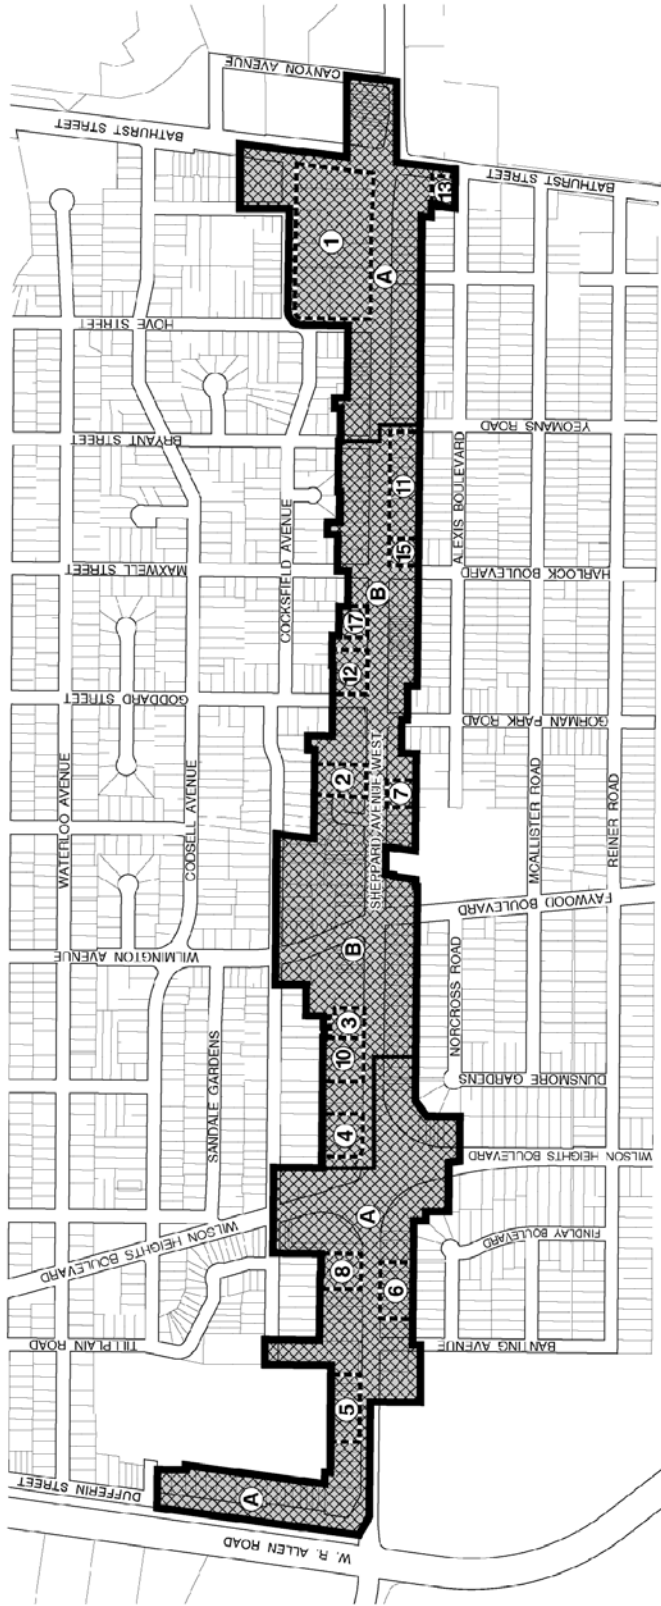 CANYON AVENUE
BATHURST STREET
BATHURST STREET
13
1
A
HOVE STREET
BRYANT STREET
YEOMANS ROAD
11
ALEXIS BOULEVARD
COCKSFIELD AVENUE
15
MAXWELL STREET
HARLOCK BOULEVARD
B
17
12
GODDARD STREET
GORMAN PARK ROAD
WATERLOO AVENUE
CODSELL AVENUE
2
SHEPPARD AVENUE WEST
7
MCALLISTER ROAD
REINER ROAD
FAYWOOD BOULEVARD
WILMINGTON AVENUE
B
NORCROSS ROAD
3
10
SANDALE GARDENS
DUNSMORE GARDENS
4
WILSON HEIGHTS BOULEVARD
WILSON HEIGHTS BOULEVARD
A
FINDLAY BOULEVARD
8
6
TILLPLAIN ROAD
BANTING AVENUE
5
DUFFERIN STREET
A
W. R. ALLEN ROAD